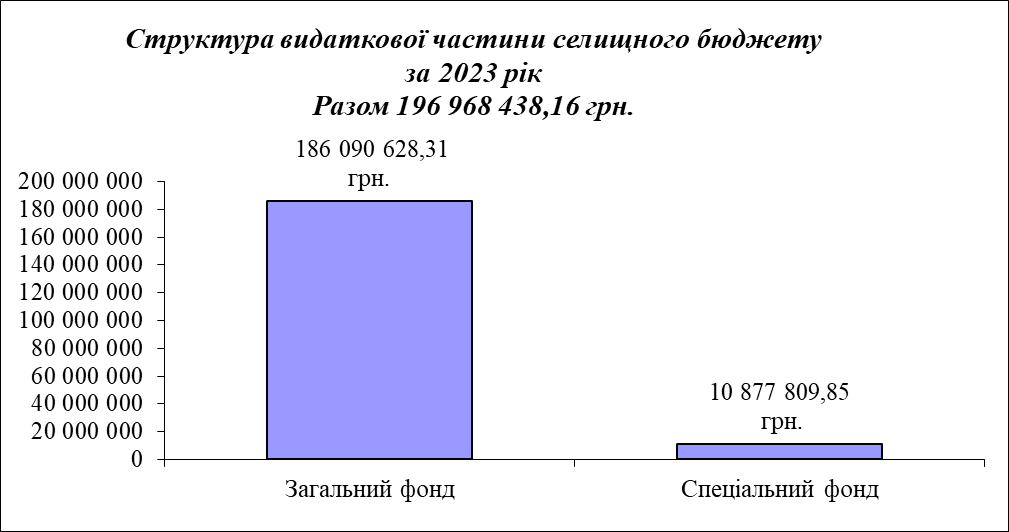 Структура видаткової частини селищного бюджету
за 2023 рік
Разом 196 968 438,16 грн.
186 090 628,31
грн.
200 000 000
180 000 000
160 000 000
140 000 000
120 000 000
100 000 000
80 000 000
60 000 000
40 000 000
20 000 000
0
10 877 809,85
грн.
Загальний фонд
Спеціальний фонд